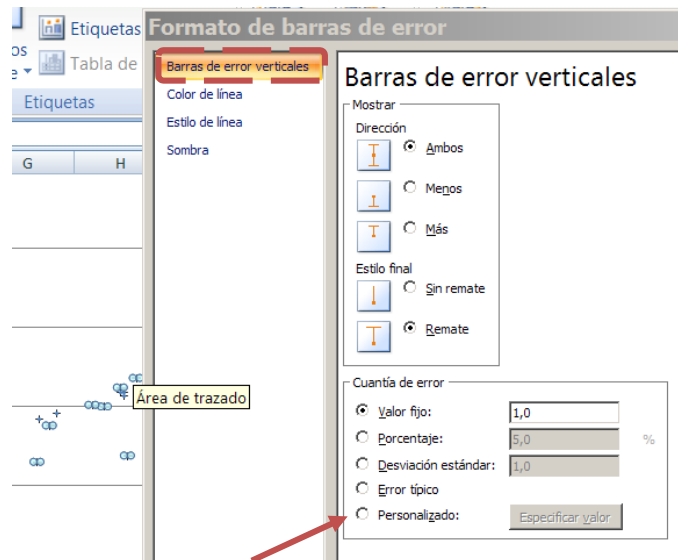 Etiquetas
os
e
Tabla de
Etiquetas
G H
Área de trazado
Formato de barras de error
Barras de error verticales
Color de línea
Estilo de línea
Sombra
Barras de error verticales
Mostrar
Dirección
Ambos
Menos
Más
Estilo final
Sin remate
Remate
Cuantía de error
Valor fijo: 1,0
Porcentaje: 5,0 %
Desviación estándar: 1,0
Error típico
Personalizado: Especificar valor